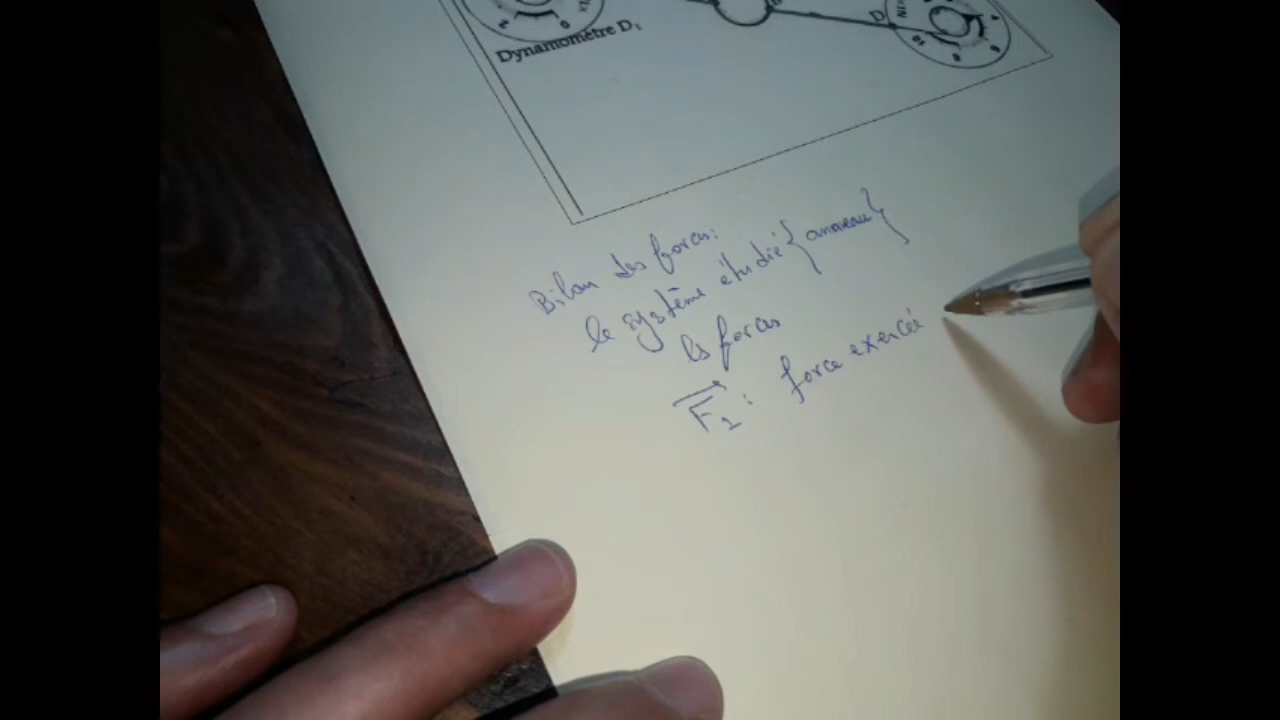 Dynamomètre D₁
D
Bilan des forces:
le système étudié {anneau}
les forces
F₁ : force exercée